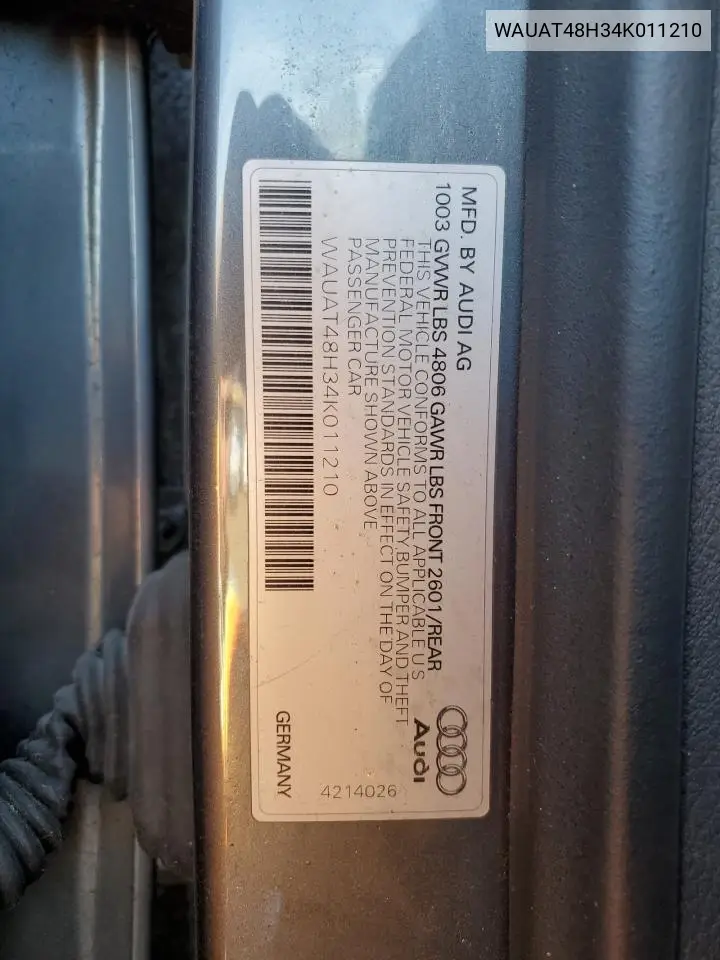 WAUAT48H34K011210
MFD. BY AUDI AG
1003 GVWR LBS 4806 GAWR LBS FRONT 2601/REAR
THIS VEHICLE CONFORMS TO ALL APPLICABLE U S
FEDERAL MOTOR VEHICLE SAFETY,BUMPER AND THEFT
PREVENTION STANDARDS IN EFFECT ON THE DAY OF
MANUFACTURE SHOWN ABOVE
PASSENGER CAR
WAUAT48H34K011210
Audi
4214026
GERMANY